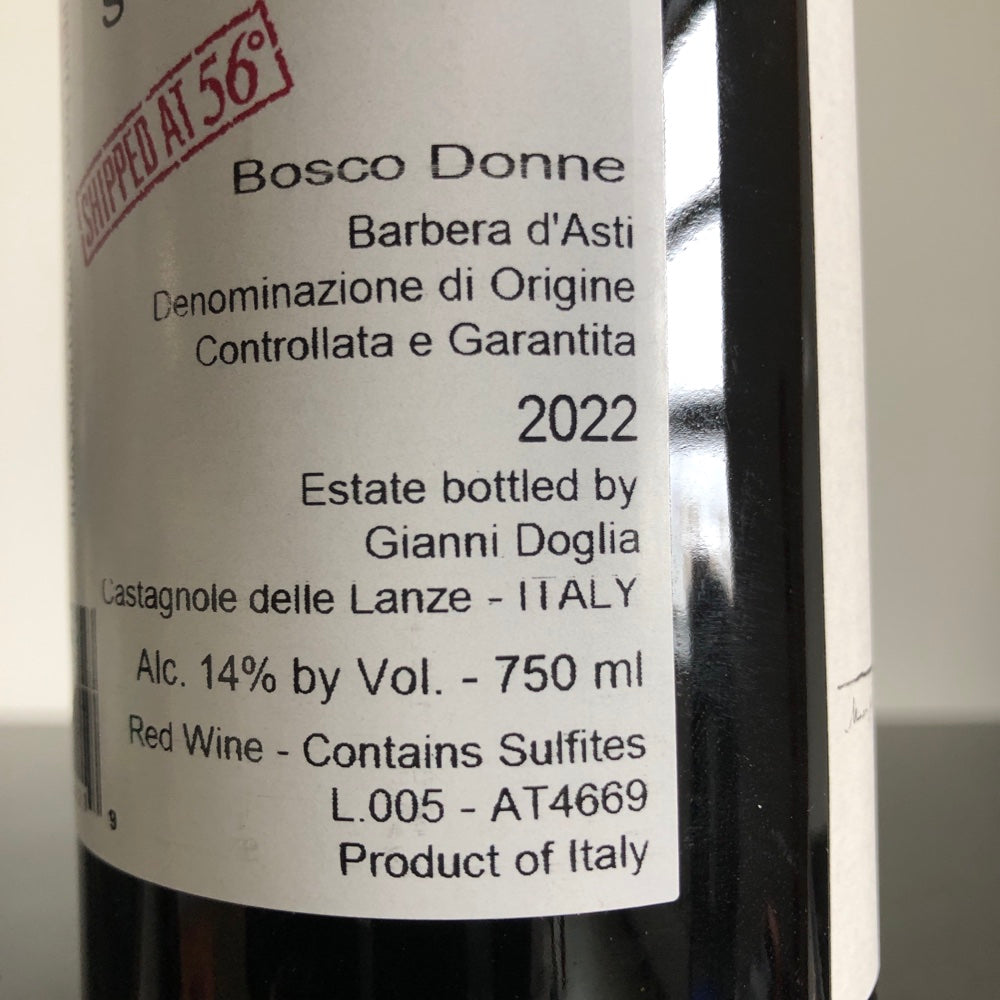 SHIPPED AT 56°
Bosco Donne
Barbera d'Asti
Denominazione di Origine
Controllata e Garantita
2022
Estate bottled by
Gianni Doglia
Castagnole delle Lanze - ITALY
Alc. 14% by Vol. - 750 ml
Red Wine - Contains Sulfites
L.005 - AT4669
Product of Italy
9